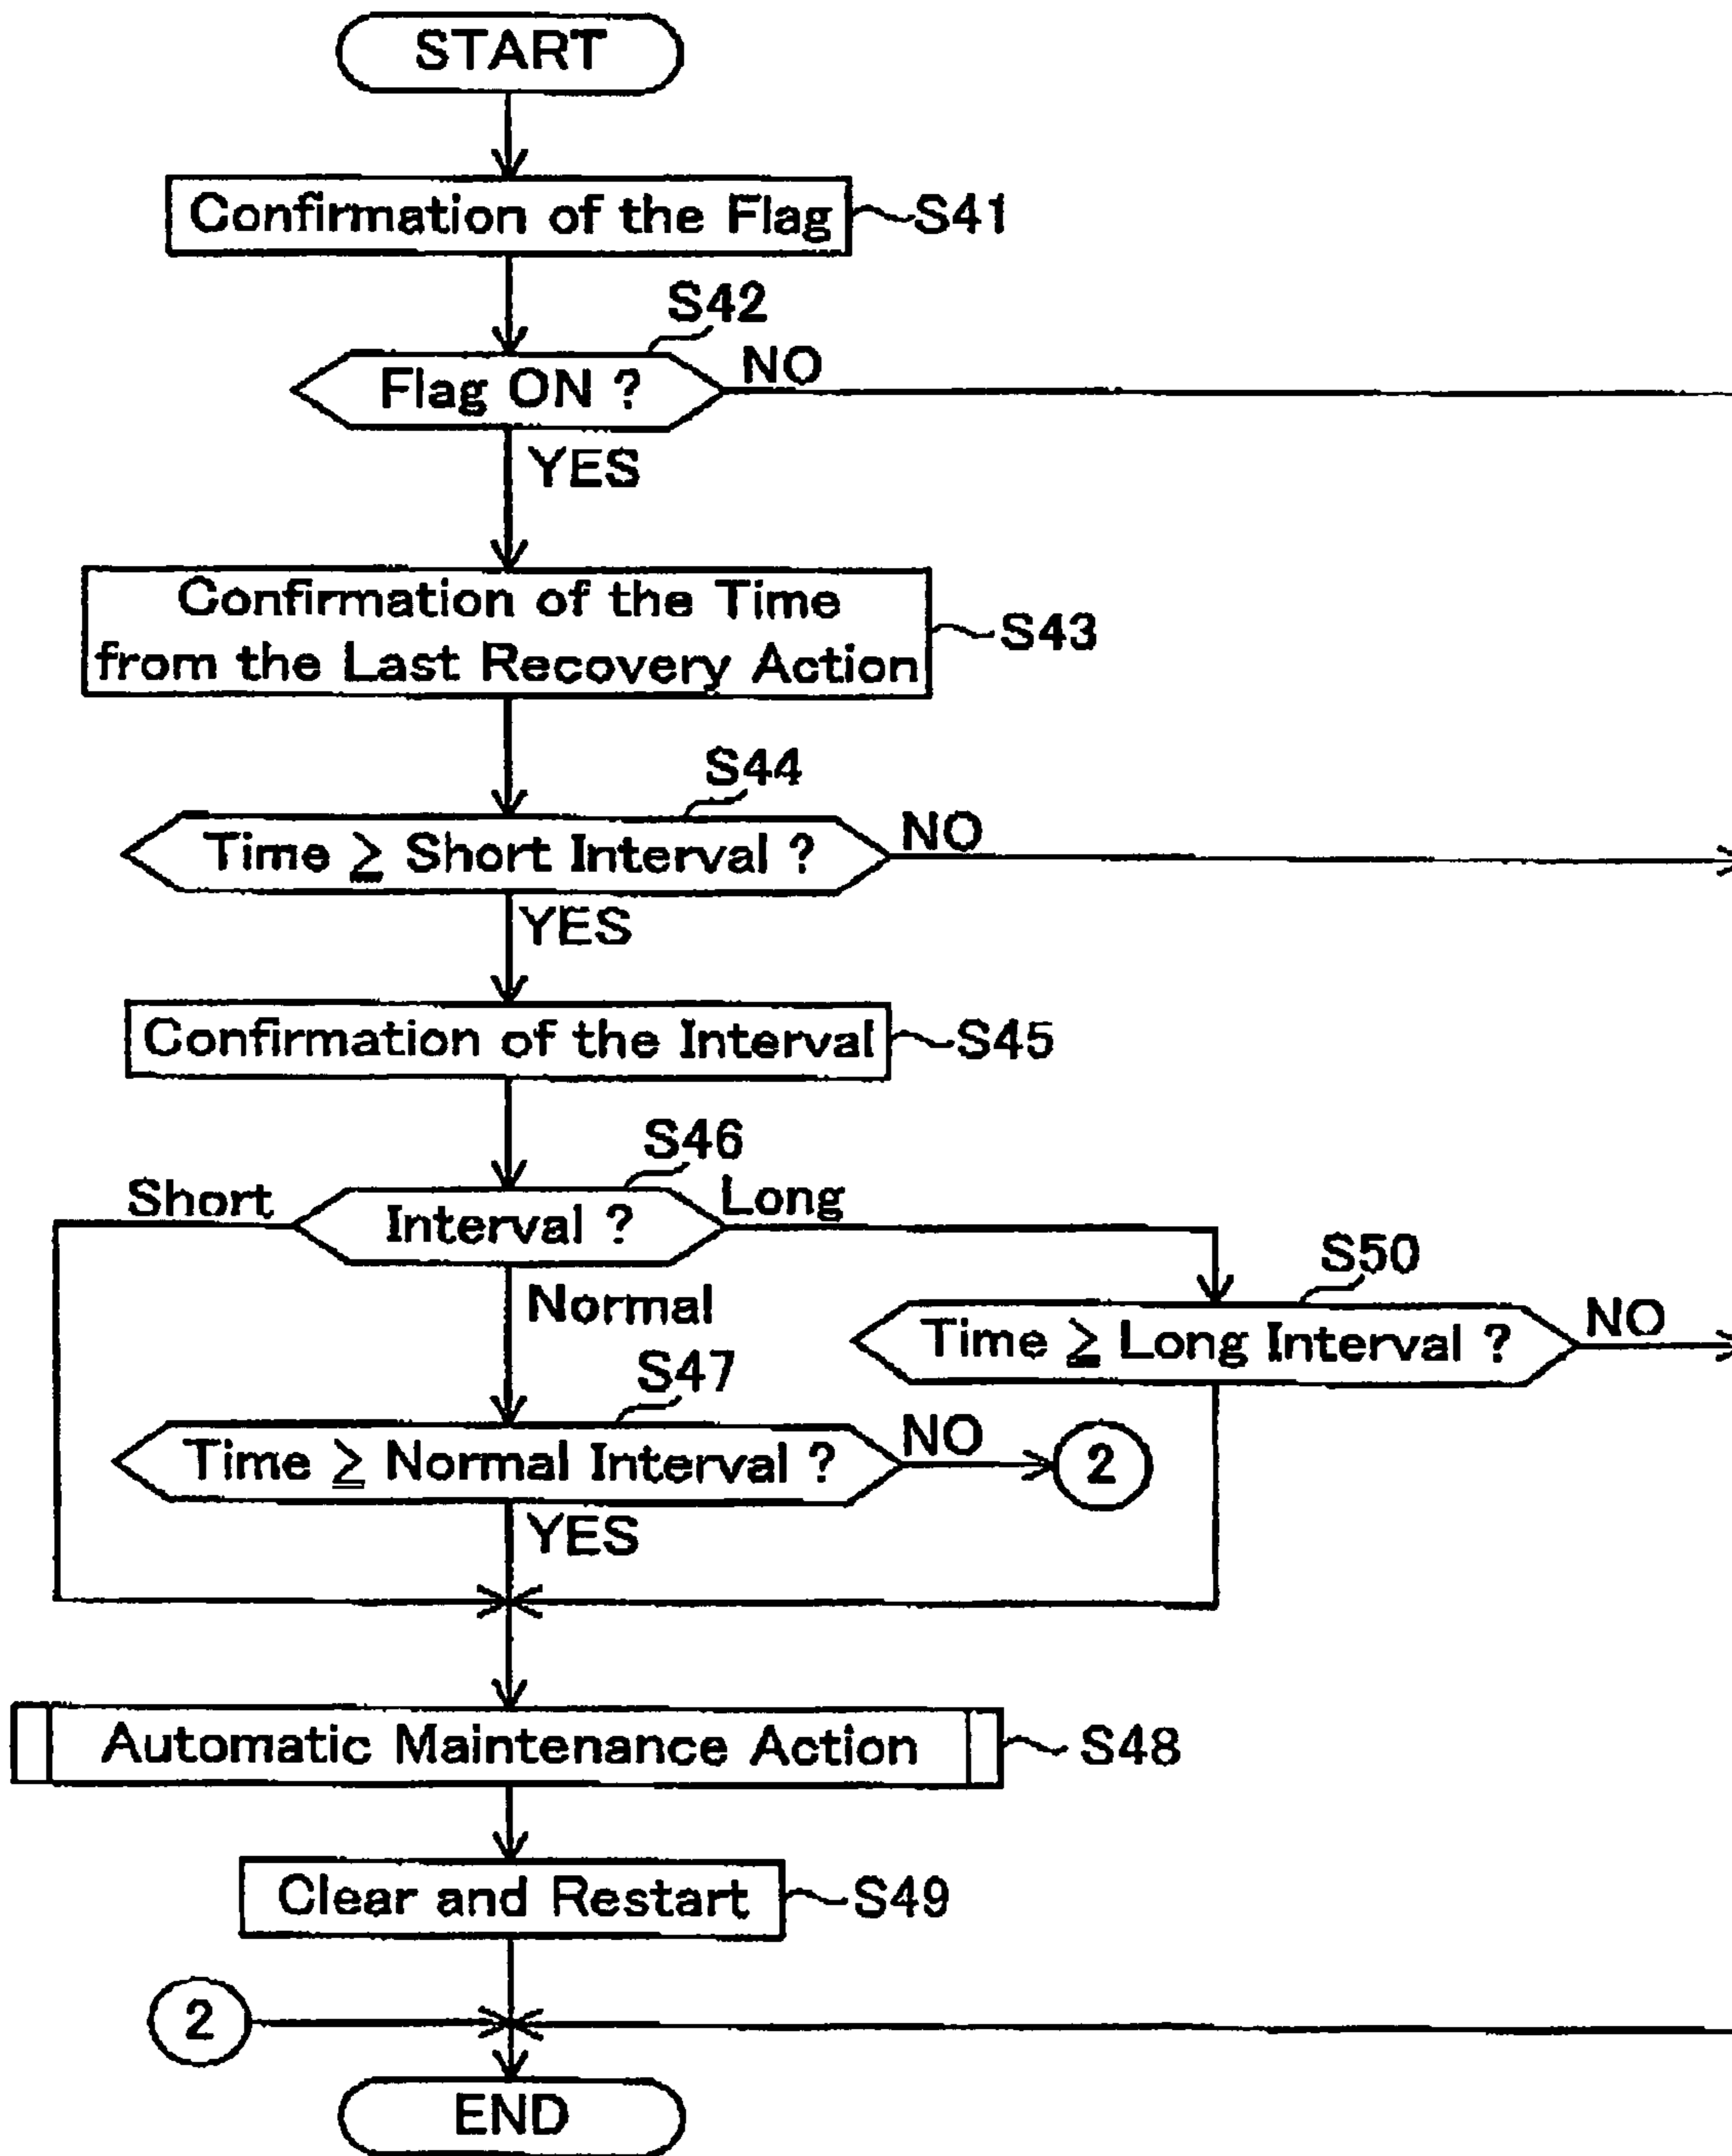 START
Confirmation of the Flag
S41
S42
Flag ON ?
NO
YES
Confirmation of the Time
from the Last Recovery Action
S43
S44
Time ≧ Short Interval ?
NO
YES
Confirmation of the Interval
S45
S46
Short
Interval ?
Long
S50
Normal
Time ≧ Long Interval ?
NO
S47
Time ≧ Normal Interval ?
NO
2
YES
Automatic Maintenance Action
S48
Clear and Restart
S49
2
END